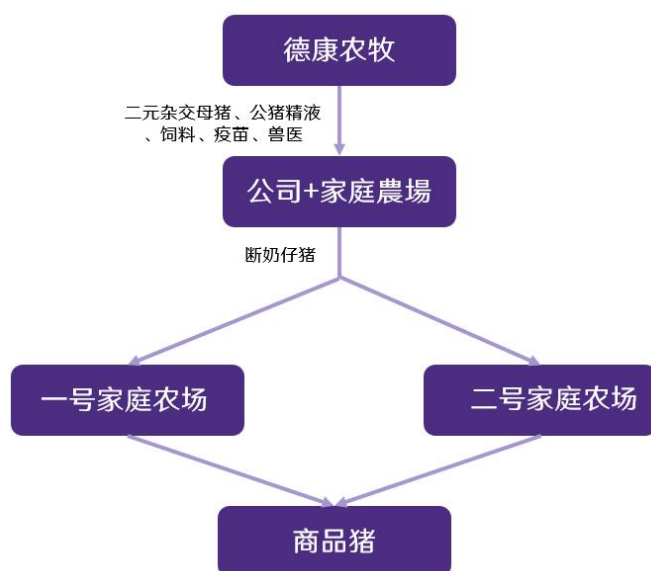 德康农牧
二元杂交母猪、公猪精液
、饲料、疫苗、兽医
公司+家庭農場
断奶仔猪
一号家庭农场
二号家庭农场
商品猪